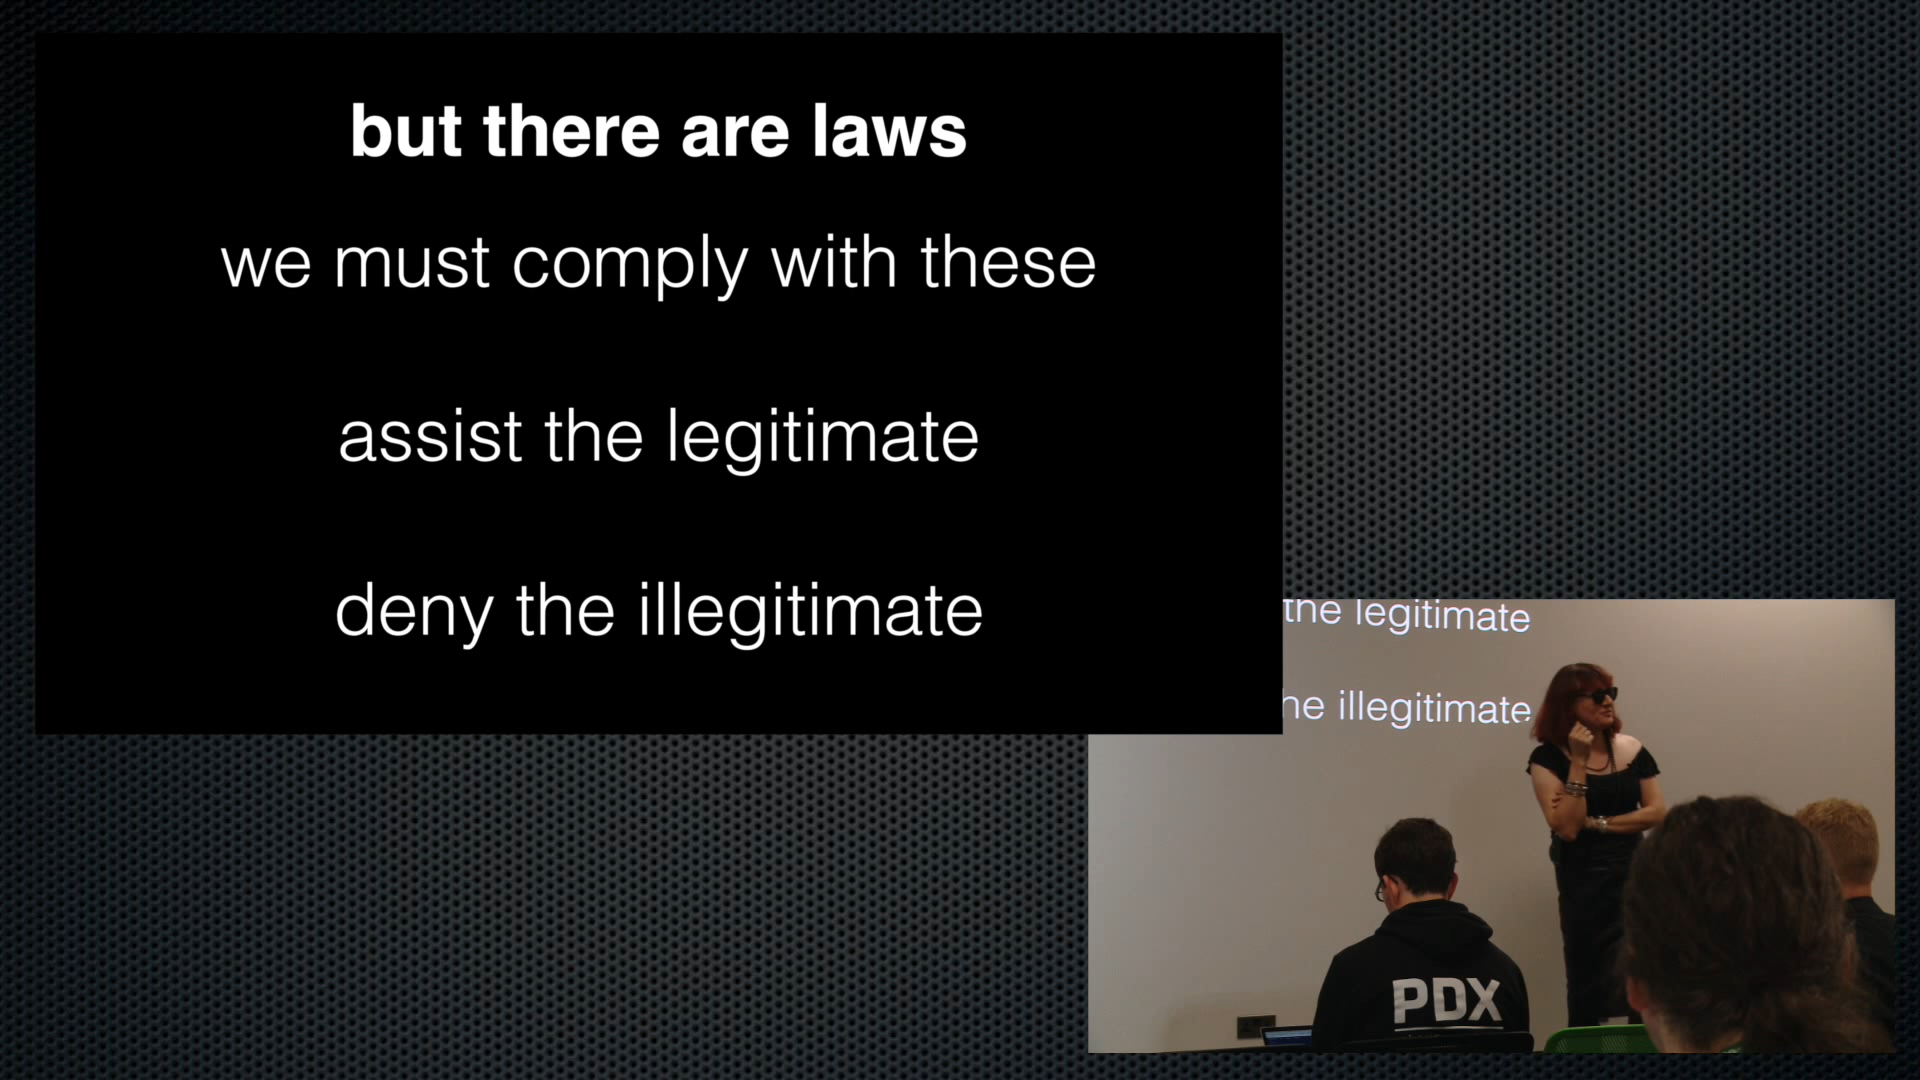 but there are laws
we must comply with these
assist the legitimate
deny the illegitimate
the legitimate
he illegitimate
PDX